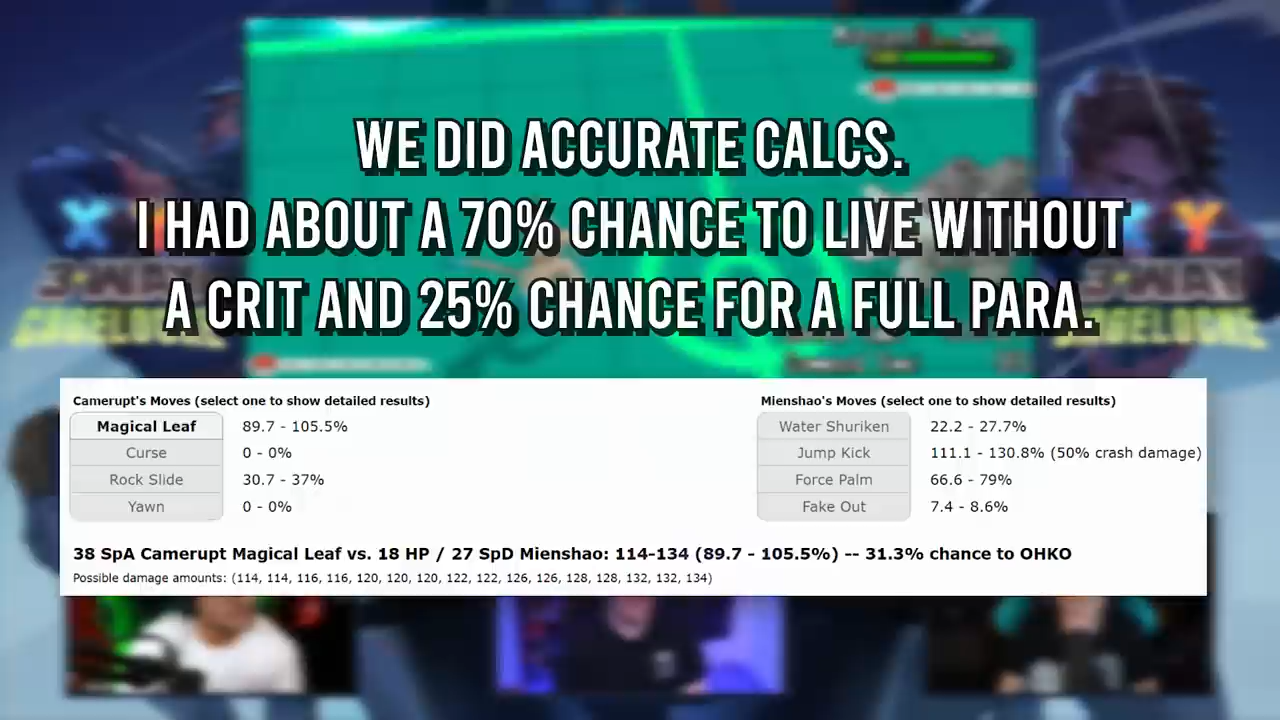 WE DID ACCURATE CALCS.
I HAD ABOUT A 70% CHANCE TO LIVE WITHOUT
A CRIT AND 25% CHANCE FOR A FULL PARA.
X Y
3-WAY 3-WAY
Camerupt's Moves (select one to show detailed results)
Magical Leaf 89.7 - 105.5%
Curse 0 - 0%
Rock Slide 30.7 - 37%
Yawn 0 - 0%
Mienshao's Moves (select one to show detailed results)
Water Shuriken 22.2 - 27.7%
Jump Kick 111.1 - 130.8% (50% crash damage)
Force Palm 66.6 - 79%
Fake Out 7.4 - 8.6%
38 SpA Camerupt Magical Leaf vs. 18 HP / 27 SpD Mienshao: 114-134 (89.7 - 105.5%) -- 31.3% chance to OHKO
Possible damage amounts: (114, 114, 116, 116, 120, 120, 120, 122, 122, 126, 126, 128, 128, 132, 132, 134)